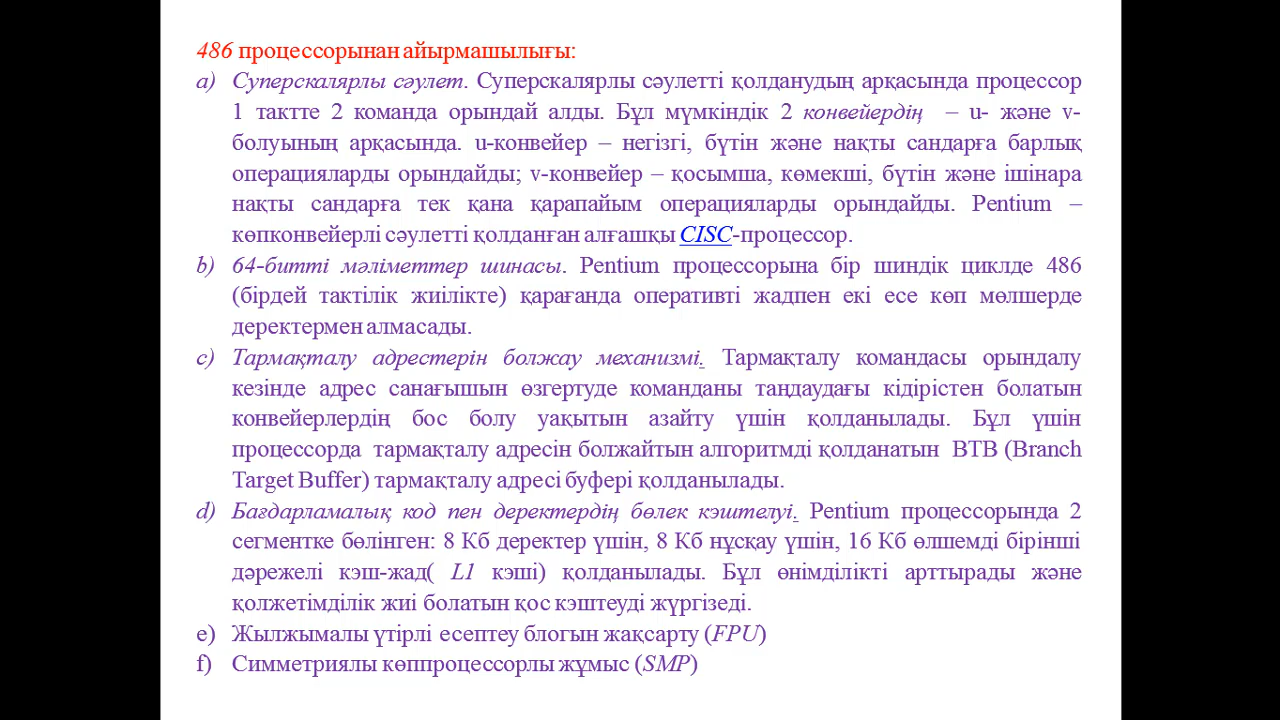 486 процессорынан айырмашылығы:
a) Суперскалярлы сәулет. Суперскалярлы сәулетті қолданудың арқасында процессор
1 тактте 2 команда орындай алды. Бұл мүмкіндік 2 конвейердің – u- және v-
болуының арқасында. u-конвейер – негізгі, бүтін және нақты сандарға барлық
операцияларды орындайды; v-конвейер – қосымша, көмекші, бүтін және ішінара
нақты сандарға тек қана қарапайым операцияларды орындайды. Pentium –
көпконвейерлі сәулетті қолданған алғашқы CISC-процессор.
b) 64-битті мәліметтер шинасы. Pentium процессорына бір шиндік циклде 486
(бірдей тактілік жиілікте) қарағанда оперативті жадпен екі есе көп мөлшерде
деректермен алмасады.
c) Тармақталу адрестерін болжау механизмі. Тармақталу командасы орындалу
кезінде адрес санағышын өзгертуде команданы таңдаудағы кідірістен болатын
конвейерлердің бос болу уақытын азайту үшін қолданылады. Бұл үшін
процессорда тармақталу адресін болжайтын алгоритмді қолданатын BTB (Branch
Target Buffer) тармақталу адресі буфері қолданылады.
d) Бағдарламалық код пен деректердің бөлек кэштелуі. Pentium процессорында 2
сегментке бөлінген: 8 Кб деректер үшін, 8 Кб нұсқау үшін, 16 Кб өлшемді бірінші
дәрежелі кэш-жад( L1 кэші) қолданылады. Бұл өнімділікті арттырады және
қолжетімділік жиі болатын қос кэштеуді жүргізеді.
e) Жылжымалы үтірлі есептеу блогын жақсарту (FPU)
f) Симметриялы көппроцессорлы жұмыс (SMP)